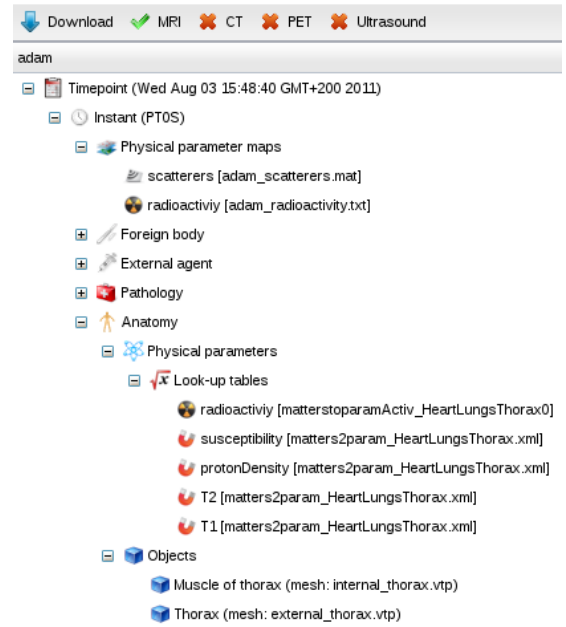 Download MRI CT PET Ultrasound
adam
Timepoint (Wed Aug 03 15:48:40 GMT+200 2011)
Instant (PT0S)
Physical parameter maps
scatterers [adam_scatterers.mat]
radioactiviy [adam_radioactivity.txt]
Foreign body
External agent
Pathology
Anatomy
Physical parameters
Look-up tables
radioactiviy [matterstoparamActiv_HeartLungsThorax0]
susceptibility [matters2param_HeartLungsThorax.xml]
protonDensity [matters2param_HeartLungsThorax.xml]
T2 [matters2param_HeartLungsThorax.xml]
T1 [matters2param_HeartLungsThorax.xml]
Objects
Muscle of thorax (mesh: internal_thorax.vtp)
Thorax (mesh: external_thorax.vtp)